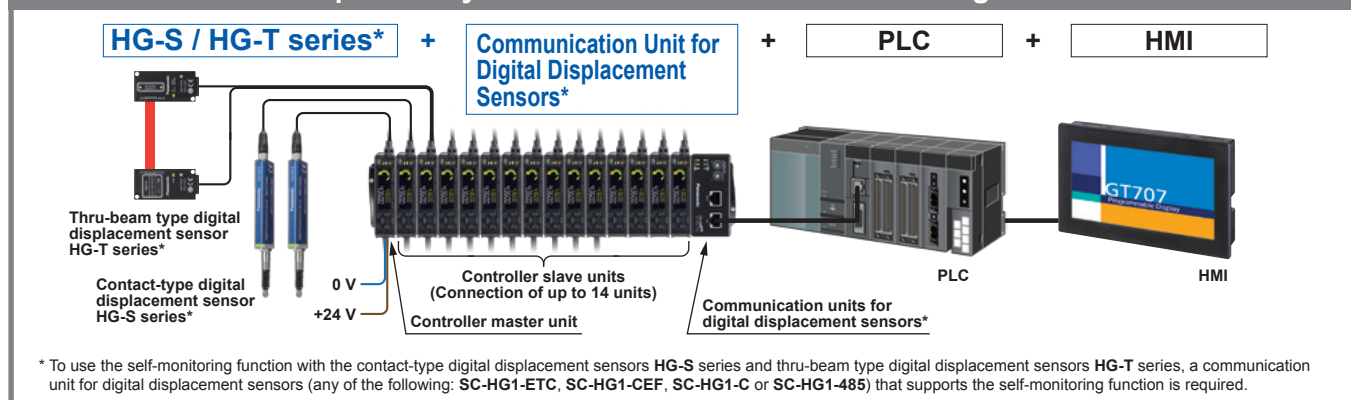 HG-S / HG-T series*
+
Communication Unit for
Digital Displacement
Sensors*
+
PLC
+
HMI
Thru-beam type digital
displacement sensor
HG-T series*
Contact-type digital
displacement sensor
HG-S series*
0 V
+24 V
Controller slave units
(Connection of up to 14 units)
Controller master unit
Communication units for
digital displacement sensors*
Panasonic
PLC
GT707
Programmable Display
HMI
* To use the self-monitoring function with the contact-type digital displacement sensors HG-S series and thru-beam type digital displacement sensors HG-T series, a communication
unit for digital displacement sensors (any of the following: SC-HG1-ETC, SC-HG1-CEF, SC-HG1-C or SC-HG1-485) that supports the self-monitoring function is required.